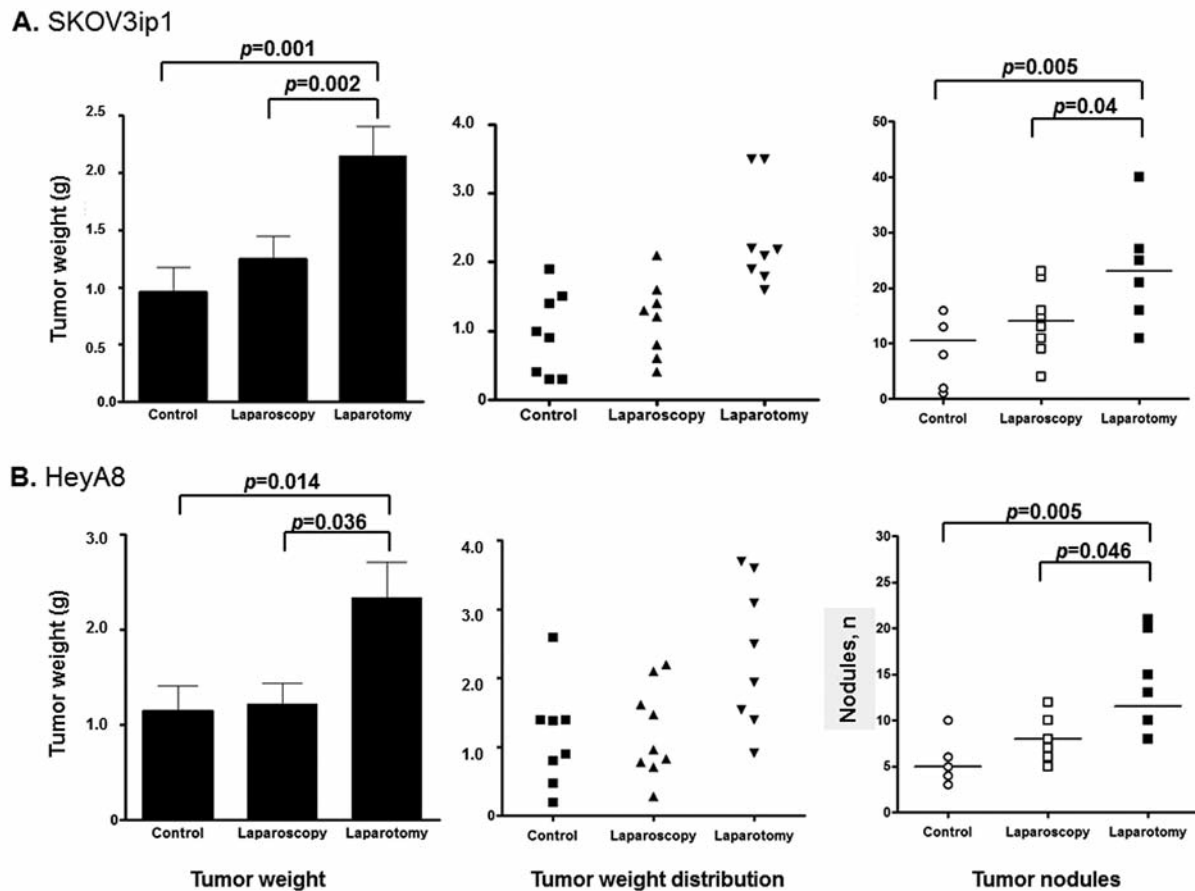 A. SKOV3ip1
p=0.001
p=0.002
2.5
2.0
1.5
1.0
0.5
0.0
Tumor weight (g)
Control Laparoscopy Laparotomy
4.0
3.0
2.0
1.0
0
Control Laparoscopy Laparotomy
p=0.005
p=0.04
50
40
30
20
10
0
Control Laparoscopy Laparotomy
B. HeyA8
p=0.014
p=0.036
3.0
2.0
1.0
0
Tumor weight (g)
Control Laparoscopy Laparotomy
Tumor weight
4.0
3.0
2.0
1.0
0
Control Laparoscopy Laparotomy
Tumor weight distribution
p=0.005
p=0.046
30
25
20
15
10
5
0
Nodules, n
Control Laparoscopy Laparotomy
Tumor nodules